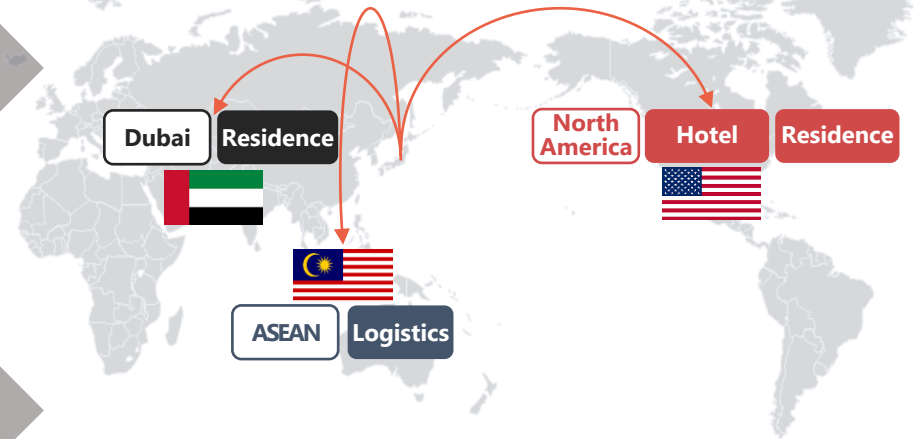 Dubai
Residence
North
America
Hotel
Residence
ASEAN
Logistics